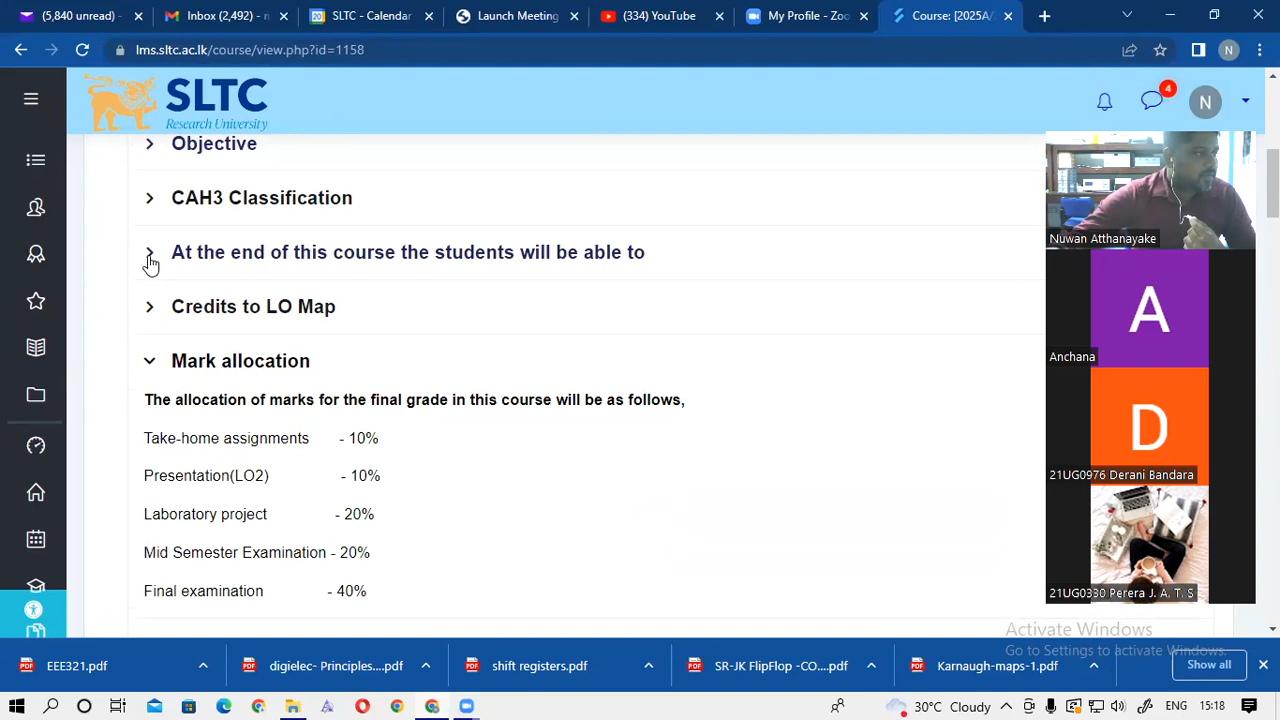 (5,840 unread)
Inbox (2,492)
SLTC - Calendar
Launch Meeting
(334) YouTube
My Profile - Zoo
Course: [2025A/
lms.sltc.ac.lk/course/view.php?id=1158
N
SLTC
Research University
4
N
Objective
CAH3 Classification
At the end of this course the students will be able to
Credits to LO Map
Mark allocation
The allocation of marks for the final grade in this course will be as follows,
Take-home assignments - 10%
Presentation(LO2) - 10%
Laboratory project - 20%
Mid Semester Examination - 20%
Final examination - 40%
Nuwan Atthanayake
A
Anchana
D
21UG0976 Derani Bandara
21UG0330 Perera J. A. T. S
Activate Windows
Go to Settings to activate Windows.
EEE321.pdf
digielec- Principles....pdf
shift registers.pdf
SR-JK FlipFlop -CO....pdf
Karnaugh-maps-1.pdf
Show all
30°C Cloudy
ENG
15:18